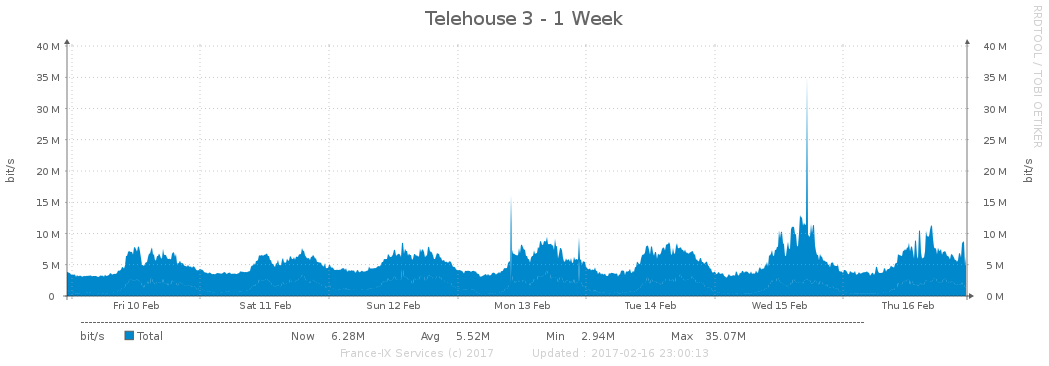 Telehouse 3 - 1 Week
RRDTOOL / TOBI OETIKER
bit/s
bit/s
40 M 40 M
35 M 35 M
30 M 30 M
25 M 25 M
20 M 20 M
15 M 15 M
10 M 10 M
5 M 5 M
0 0 M
Fri 10 Feb Sat 11 Feb Sun 12 Feb Mon 13 Feb Tue 14 Feb Wed 15 Feb Thu 16 Feb
bit/s Total Now 6.28M Avg 5.52M Min 2.94M Max 35.07M
France-IX Services (c) 2017 Updated : 2017-02-16 23:00:13